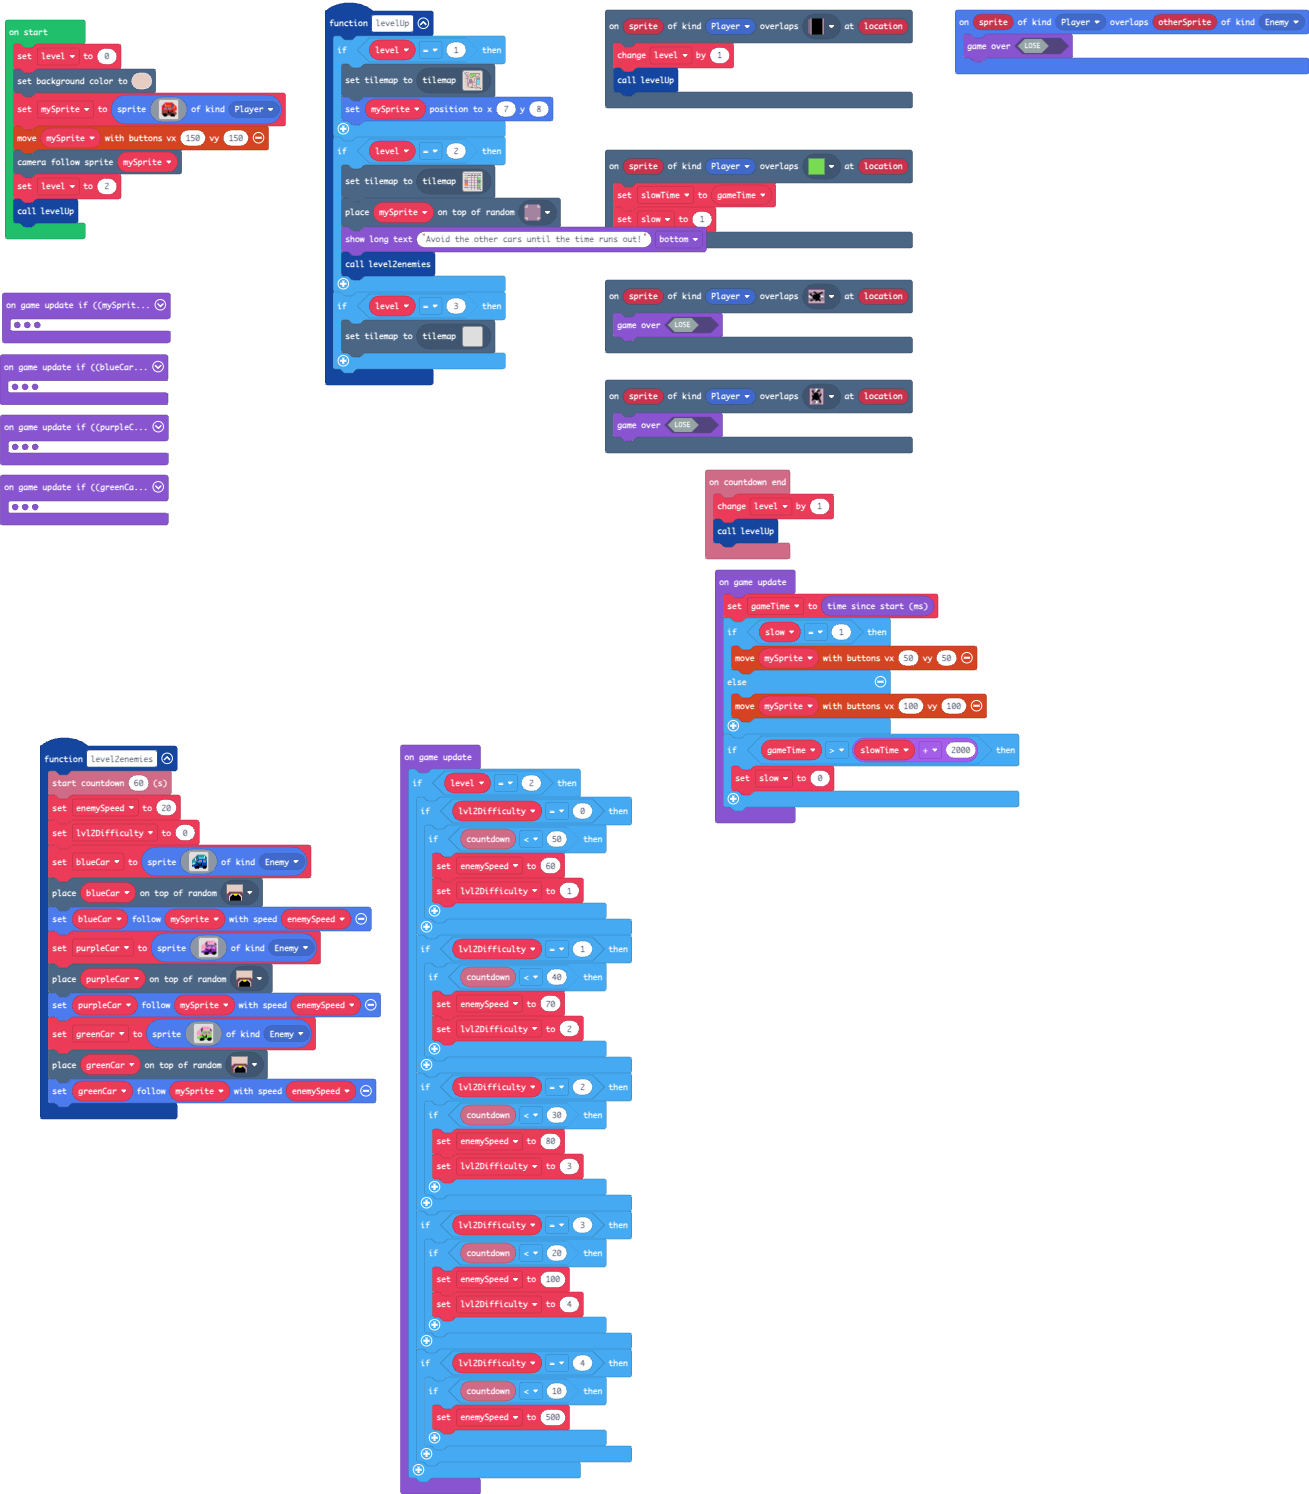 on start
set level to 0
set background color to
set mySprite to sprite of kind Player
move mySprite with buttons vx 150 vy 150
camera follow sprite mySprite
set level to 2
call levelUp
on game update if ((mySprit...
on game update if ((blueCar...
on game update if ((purpleC...
on game update if ((greenCa...
function levelUp
if level = 1 then
set tilemap to tilemap
set mySprite position to x 7 y 8
if level = 2 then
set tilemap to tilemap
place mySprite on top of random
show long text "Avoid the other cars until the time runs out!" bottom
call level2enemies
if level = 3 then
set tilemap to tilemap
on sprite of kind Player overlaps at location
change level by 1
call levelUp
on sprite of kind Player overlaps at location
set slowTime to gameTime
set slow to 1
on sprite of kind Player overlaps at location
game over LOSE
on sprite of kind Player overlaps at location
game over LOSE
on sprite of kind Player overlaps otherSprite of kind Enemy
game over LOSE
on countdown end
change level by 1
call levelUp
on game update
set gameTime to time since start (ms)
if slow = 1 then
move mySprite with buttons vx 50 vy 50
else
move mySprite with buttons vx 100 vy 100
if gameTime > slowTime + 2000 then
set slow to 0
function level2enemies
start countdown 60 (s)
set enemySpeed to 20
set lvl2Difficulty to 0
set blueCar to sprite of kind Enemy
place blueCar on top of random
set blueCar follow mySprite with speed enemySpeed
set purpleCar to sprite of kind Enemy
place purpleCar on top of random
set purpleCar follow mySprite with speed enemySpeed
set greenCar to sprite of kind Enemy
place greenCar on top of random
set greenCar follow mySprite with speed enemySpeed
on game update
if level = 2 then
if lvl2Difficulty = 0 then
if countdown < 50 then
set enemySpeed to 60
set lvl2Difficulty to 1
if lvl2Difficulty = 1 then
if countdown < 40 then
set enemySpeed to 70
set lvl2Difficulty to 2
if lvl2Difficulty = 2 then
if countdown < 30 then
set enemySpeed to 80
set lvl2Difficulty to 3
if lvl2Difficulty = 3 then
if countdown < 20 then
set enemySpeed to 100
set lvl2Difficulty to 4
if lvl2Difficulty = 4 then
if countdown < 10 then
set enemySpeed to 500